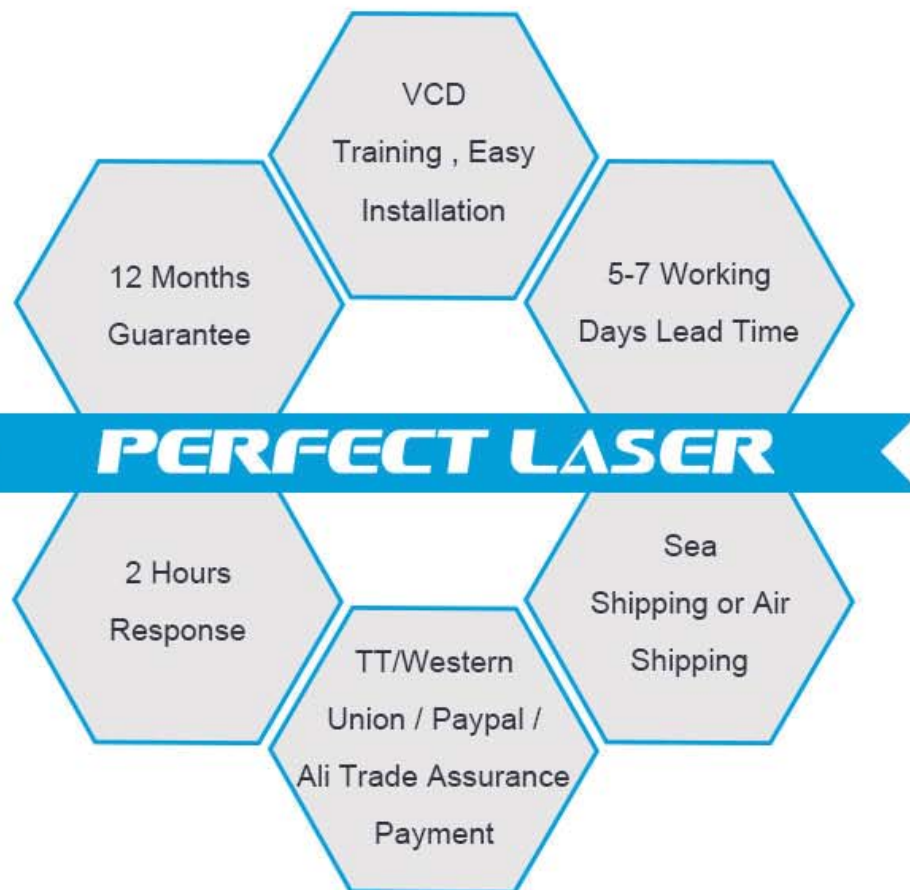 VCD
Training , Easy
Installation
12 Months
Guarantee
5-7 Working
Days Lead Time
PERFECT LASER
2 Hours
Response
Sea
Shipping or Air
Shipping
TT/Western
Union / Paypal /
Ali Trade Assurance
Payment